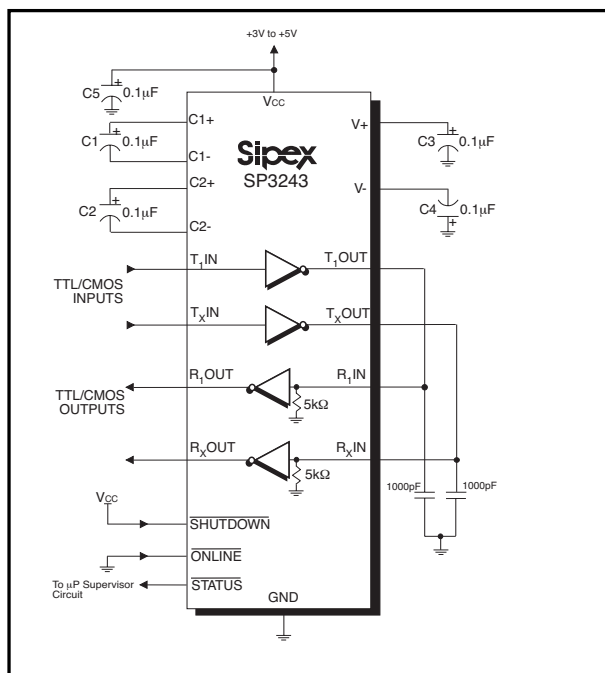 +3V to +5V
VCC
C5 + 0.1µF
C1 + 0.1µF
C1+
C1-
C2 + 0.1µF
C2+
C2-
Sipex
SP3243
V+
C3 + 0.1µF
V-
C4 0.1µF +
TTL/CMOS
INPUTS
T1IN
T1OUT
TXIN
TXOUT
TTL/CMOS
OUTPUTS
R1OUT
R1IN
5kΩ
RXOUT
RXIN
5kΩ
1000pF
1000pF
VCC
SHUTDOWN
ONLINE
To µP Supervisor
Circuit
STATUS
GND